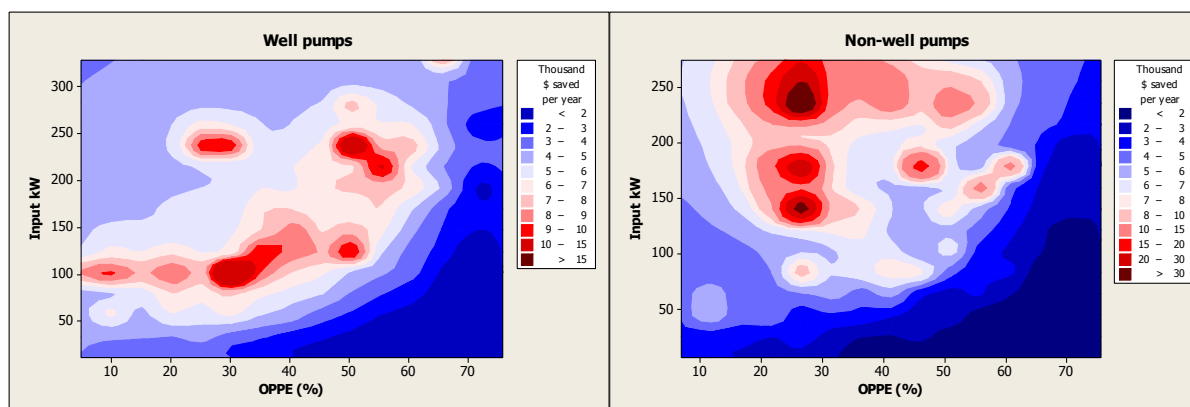 Well pumps
Input kW
300
250
200
150
100
50
10 20 30 40 50 60 70
OPPE (%)
Thousand
$ saved
per year
< 2
2 – 3
3 – 4
4 – 5
5 – 6
6 – 7
7 – 8
8 – 9
9 – 10
10 – 15
> 15
Non-well pumps
Input kW
250
200
150
100
50
10 20 30 40 50 60 70
OPPE (%)
Thousand
$ saved
per year
< 2
2 – 3
3 – 4
4 – 5
5 – 6
6 – 8
8 – 10
10 – 15
15 – 20
20 – 30
> 30